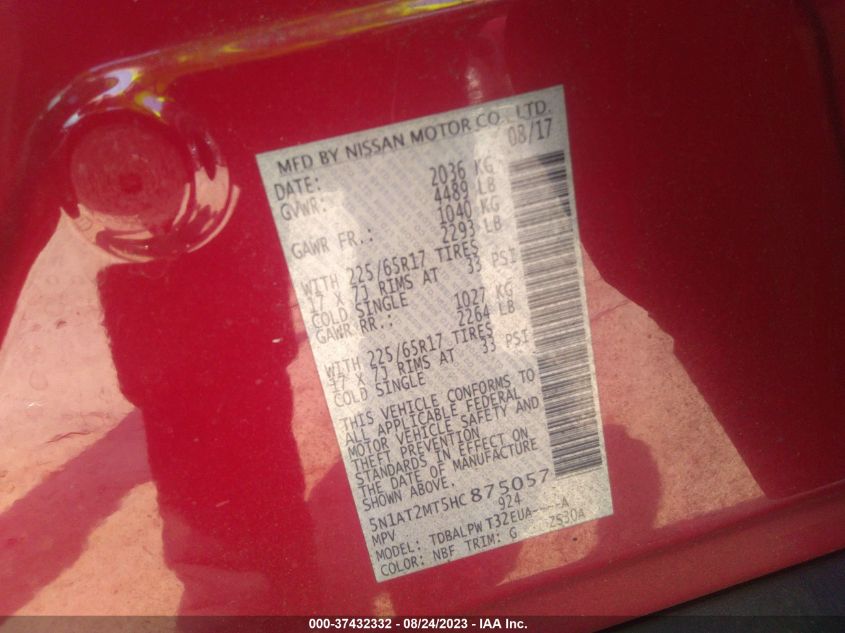 MFD BY NISSAN MOTOR CO., LTD.
DATE: 08/17
GVWR: 2036 KG
4489 LB
GAWR FR.: 1040 KG
2293 LB
WITH 225/65R17 TIRES
17 X 7J RIMS AT 33 PSI
COLD SINGLE
GAWR RR.: 1027 KG
2264 LB
WITH 225/65R17 TIRES
17 X 7J RIMS AT 33 PSI
COLD SINGLE
THIS VEHICLE CONFORMS TO
ALL APPLICABLE FEDERAL
MOTOR VEHICLE SAFETY AND
THEFT PREVENTION
STANDARDS IN EFFECT ON
THE DATE OF MANUFACTURE
SHOWN ABOVE.
5N1AT2MT5HC875057
MPV 924
MODEL: TDBALPWT32EUA
COLOR: NBF TRIM: G 2S30A
000-37432332 - 08/24/2023 - IAA Inc.